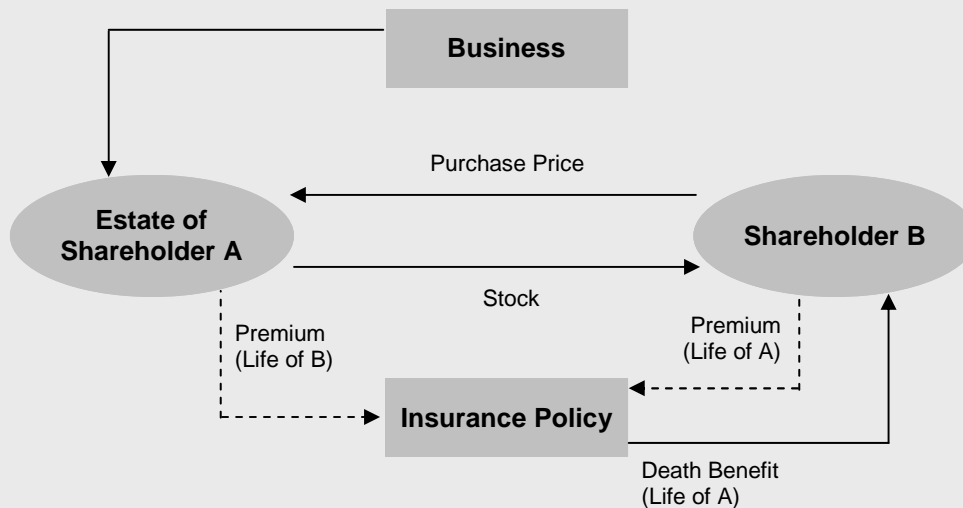 Business
Purchase Price
Estate of
Shareholder A
Shareholder B
Stock
Premium
(Life of B)
Premium
(Life of A)
Insurance Policy
Death Benefit
(Life of A)